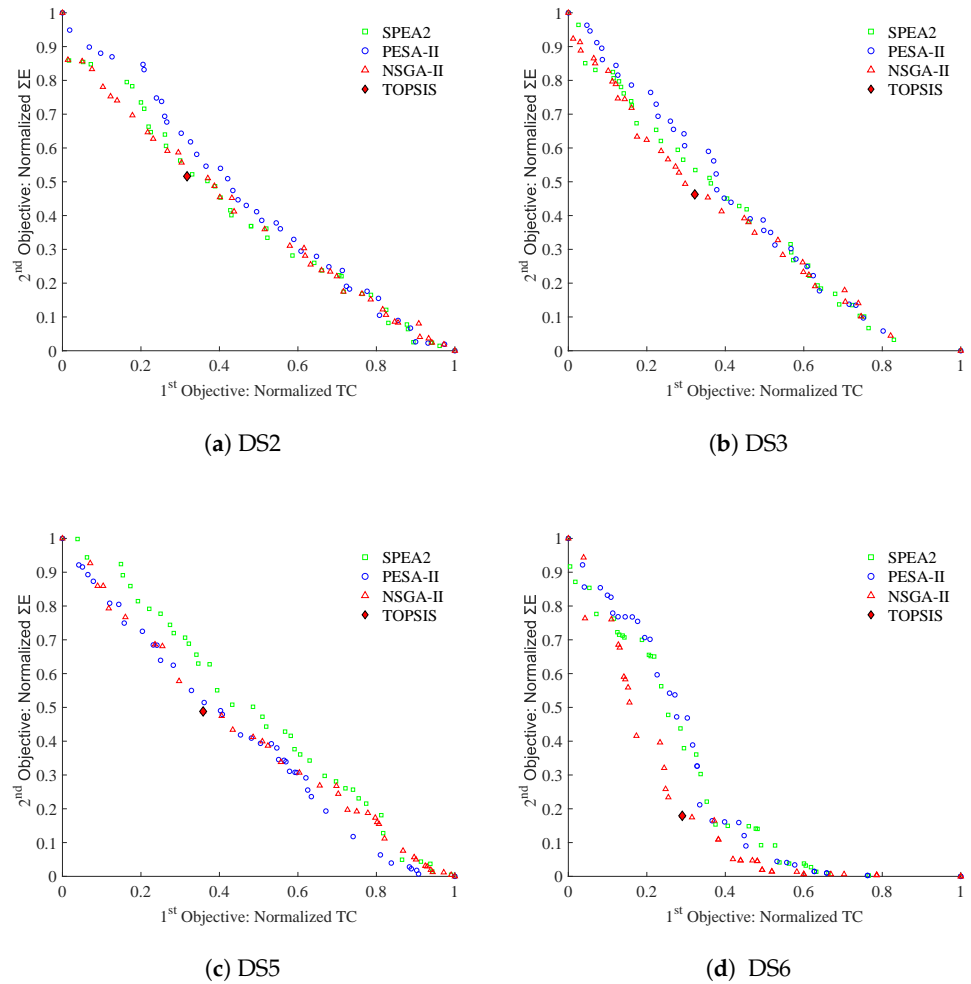 1
0.9
0.8
0.7
0.6
0.5
0.4
0.3
0.2
0.1
0
0 0.2 0.4 0.6 0.8 1
2nd Objective: Normalized ΣE
1st Objective: Normalized TC
SPEA2
PESA-II
NSGA-II
TOPSIS
(a) DS2
1
0.9
0.8
0.7
0.6
0.5
0.4
0.3
0.2
0.1
0
0 0.2 0.4 0.6 0.8 1
2nd Objective: Normalized ΣE
1st Objective: Normalized TC
SPEA2
PESA-II
NSGA-II
TOPSIS
(b) DS3
1
0.9
0.8
0.7
0.6
0.5
0.4
0.3
0.2
0.1
0
0 0.2 0.4 0.6 0.8 1
2nd Objective: Normalized ΣE
1st Objective: Normalized TC
SPEA2
PESA-II
NSGA-II
TOPSIS
(c) DS5
1
0.9
0.8
0.7
0.6
0.5
0.4
0.3
0.2
0.1
0
0 0.2 0.4 0.6 0.8 1
2nd Objective: Normalized ΣE
1st Objective: Normalized TC
SPEA2
PESA-II
NSGA-II
TOPSIS
(d) DS6